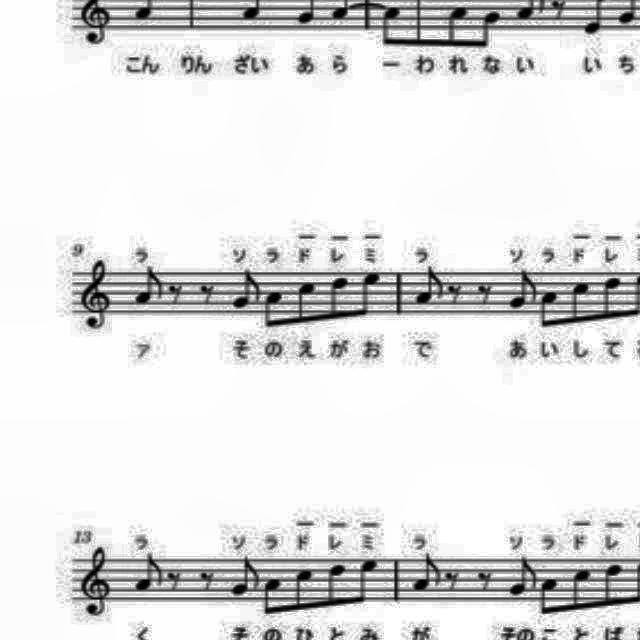 こん りん ざい あ ら ー わ れ な い い ち
9
ラ ソ ラ ド レ ミ ラ ソ ラ ド レ
ァ そ の え が お で あ い し て
13
ラ ソ ラ ド レ ミ ラ ソ ラ ド レ
く そ の ひ と み が その こ と ば